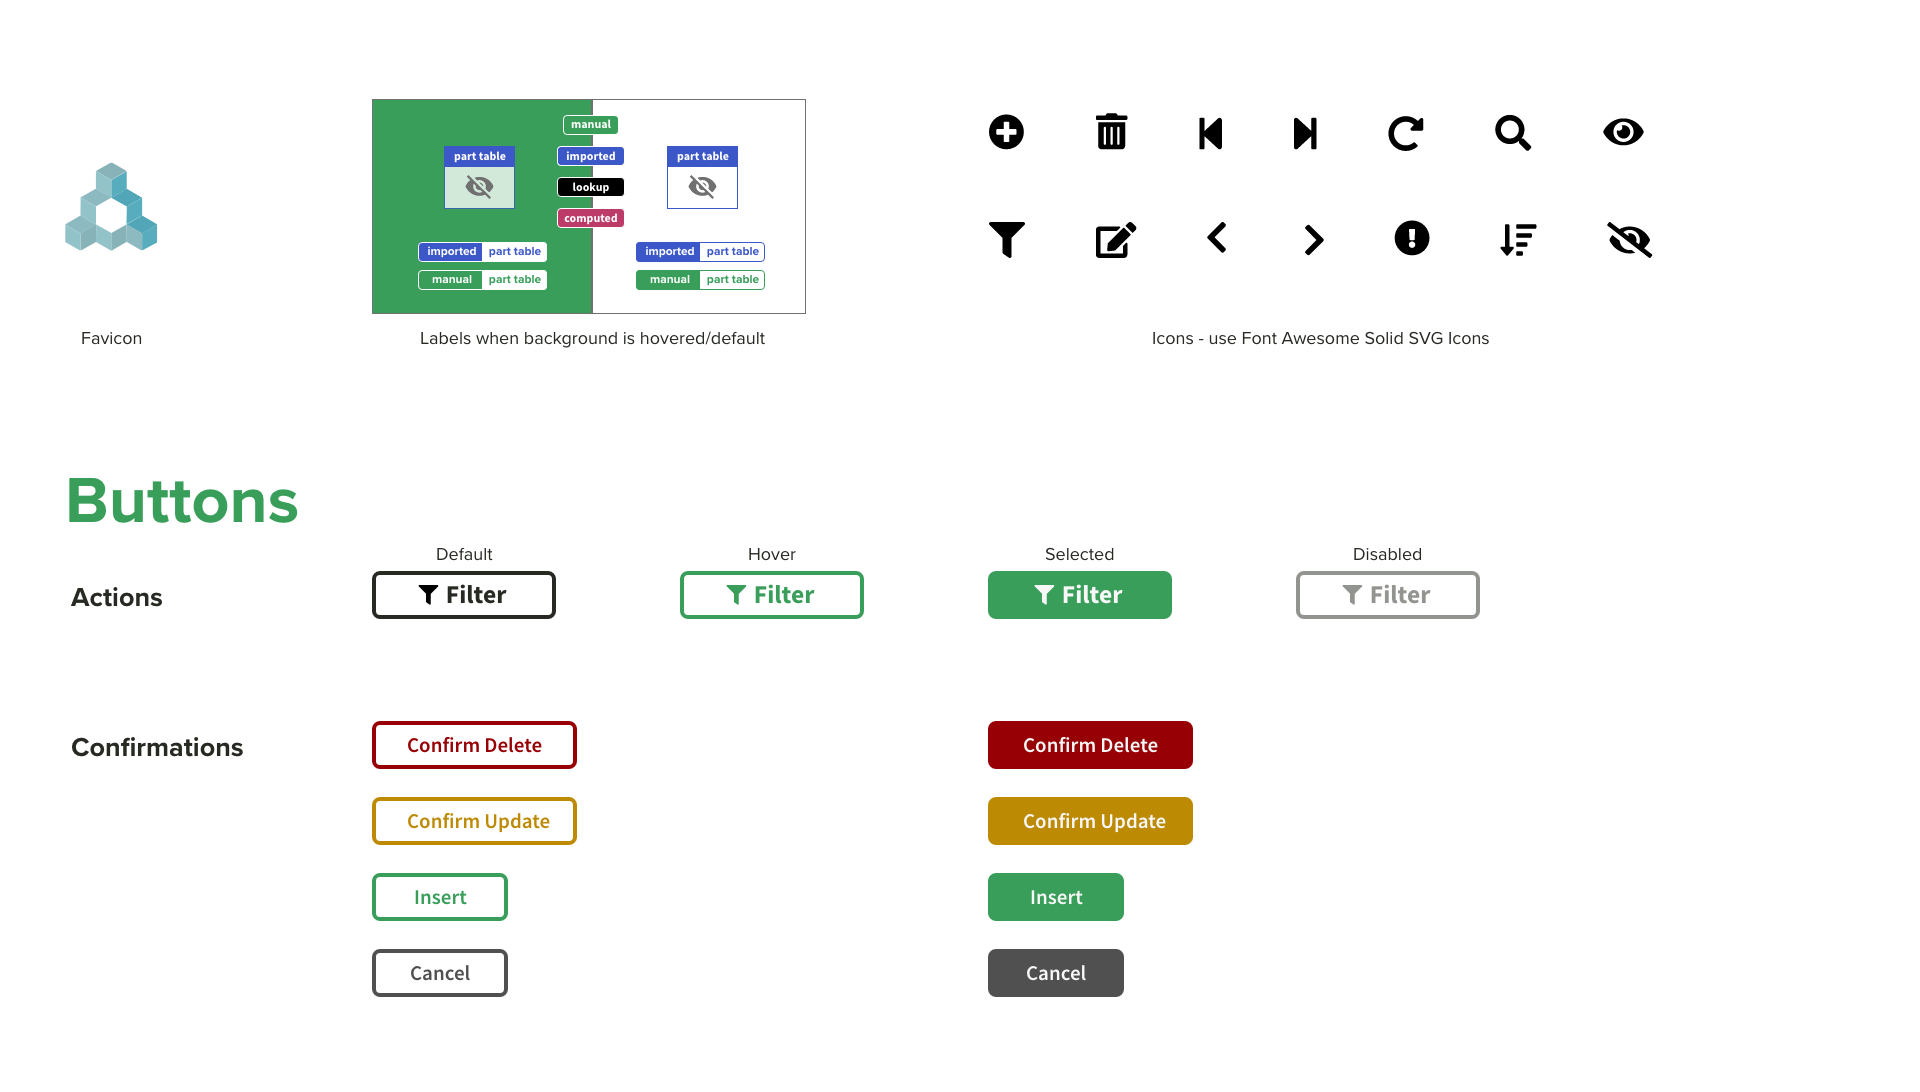 manual
part table
imported
part table
lookup
computed
imported part table
imported part table
manual part table
manual part table
Favicon
Labels when background is hovered/default
Icons - use Font Awesome Solid SVG Icons
Buttons
Default
Hover
Selected
Disabled
Actions
Filter
Filter
Filter
Filter
Confirmations
Confirm Delete
Confirm Delete
Confirm Update
Confirm Update
Insert
Insert
Cancel
Cancel